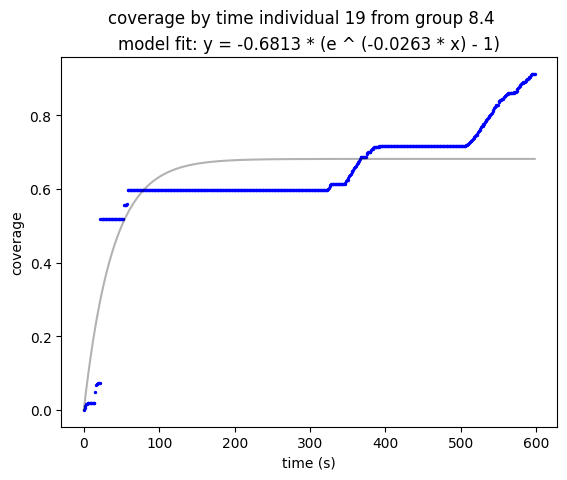 coverage by time individual 19 from group 8.4
model fit: y = -0.6813 * (e ^ (-0.0263 * x) - 1)
0.8
0.6
0.4
0.2
0.0
coverage
0 100 200 300 400 500 600
time (s)